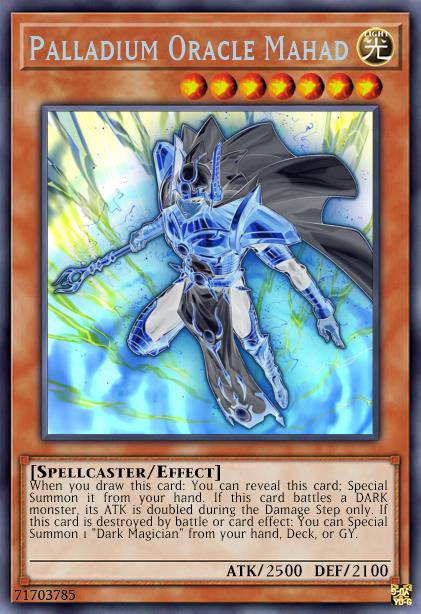 PALLADIUM ORACLE MAHAD
LIGHT
光
[SPELLCASTER/EFFECT]
When you draw this card: You can reveal this card; Special
Summon it from your hand. If this card battles a DARK
monster, its ATK is doubled during the Damage Step only. If
this card is destroyed by battle or card effect: You can Special
Summon 1 "Dark Magician" from your hand, Deck, or GY.
ATK/2500 DEF/2100
71703785